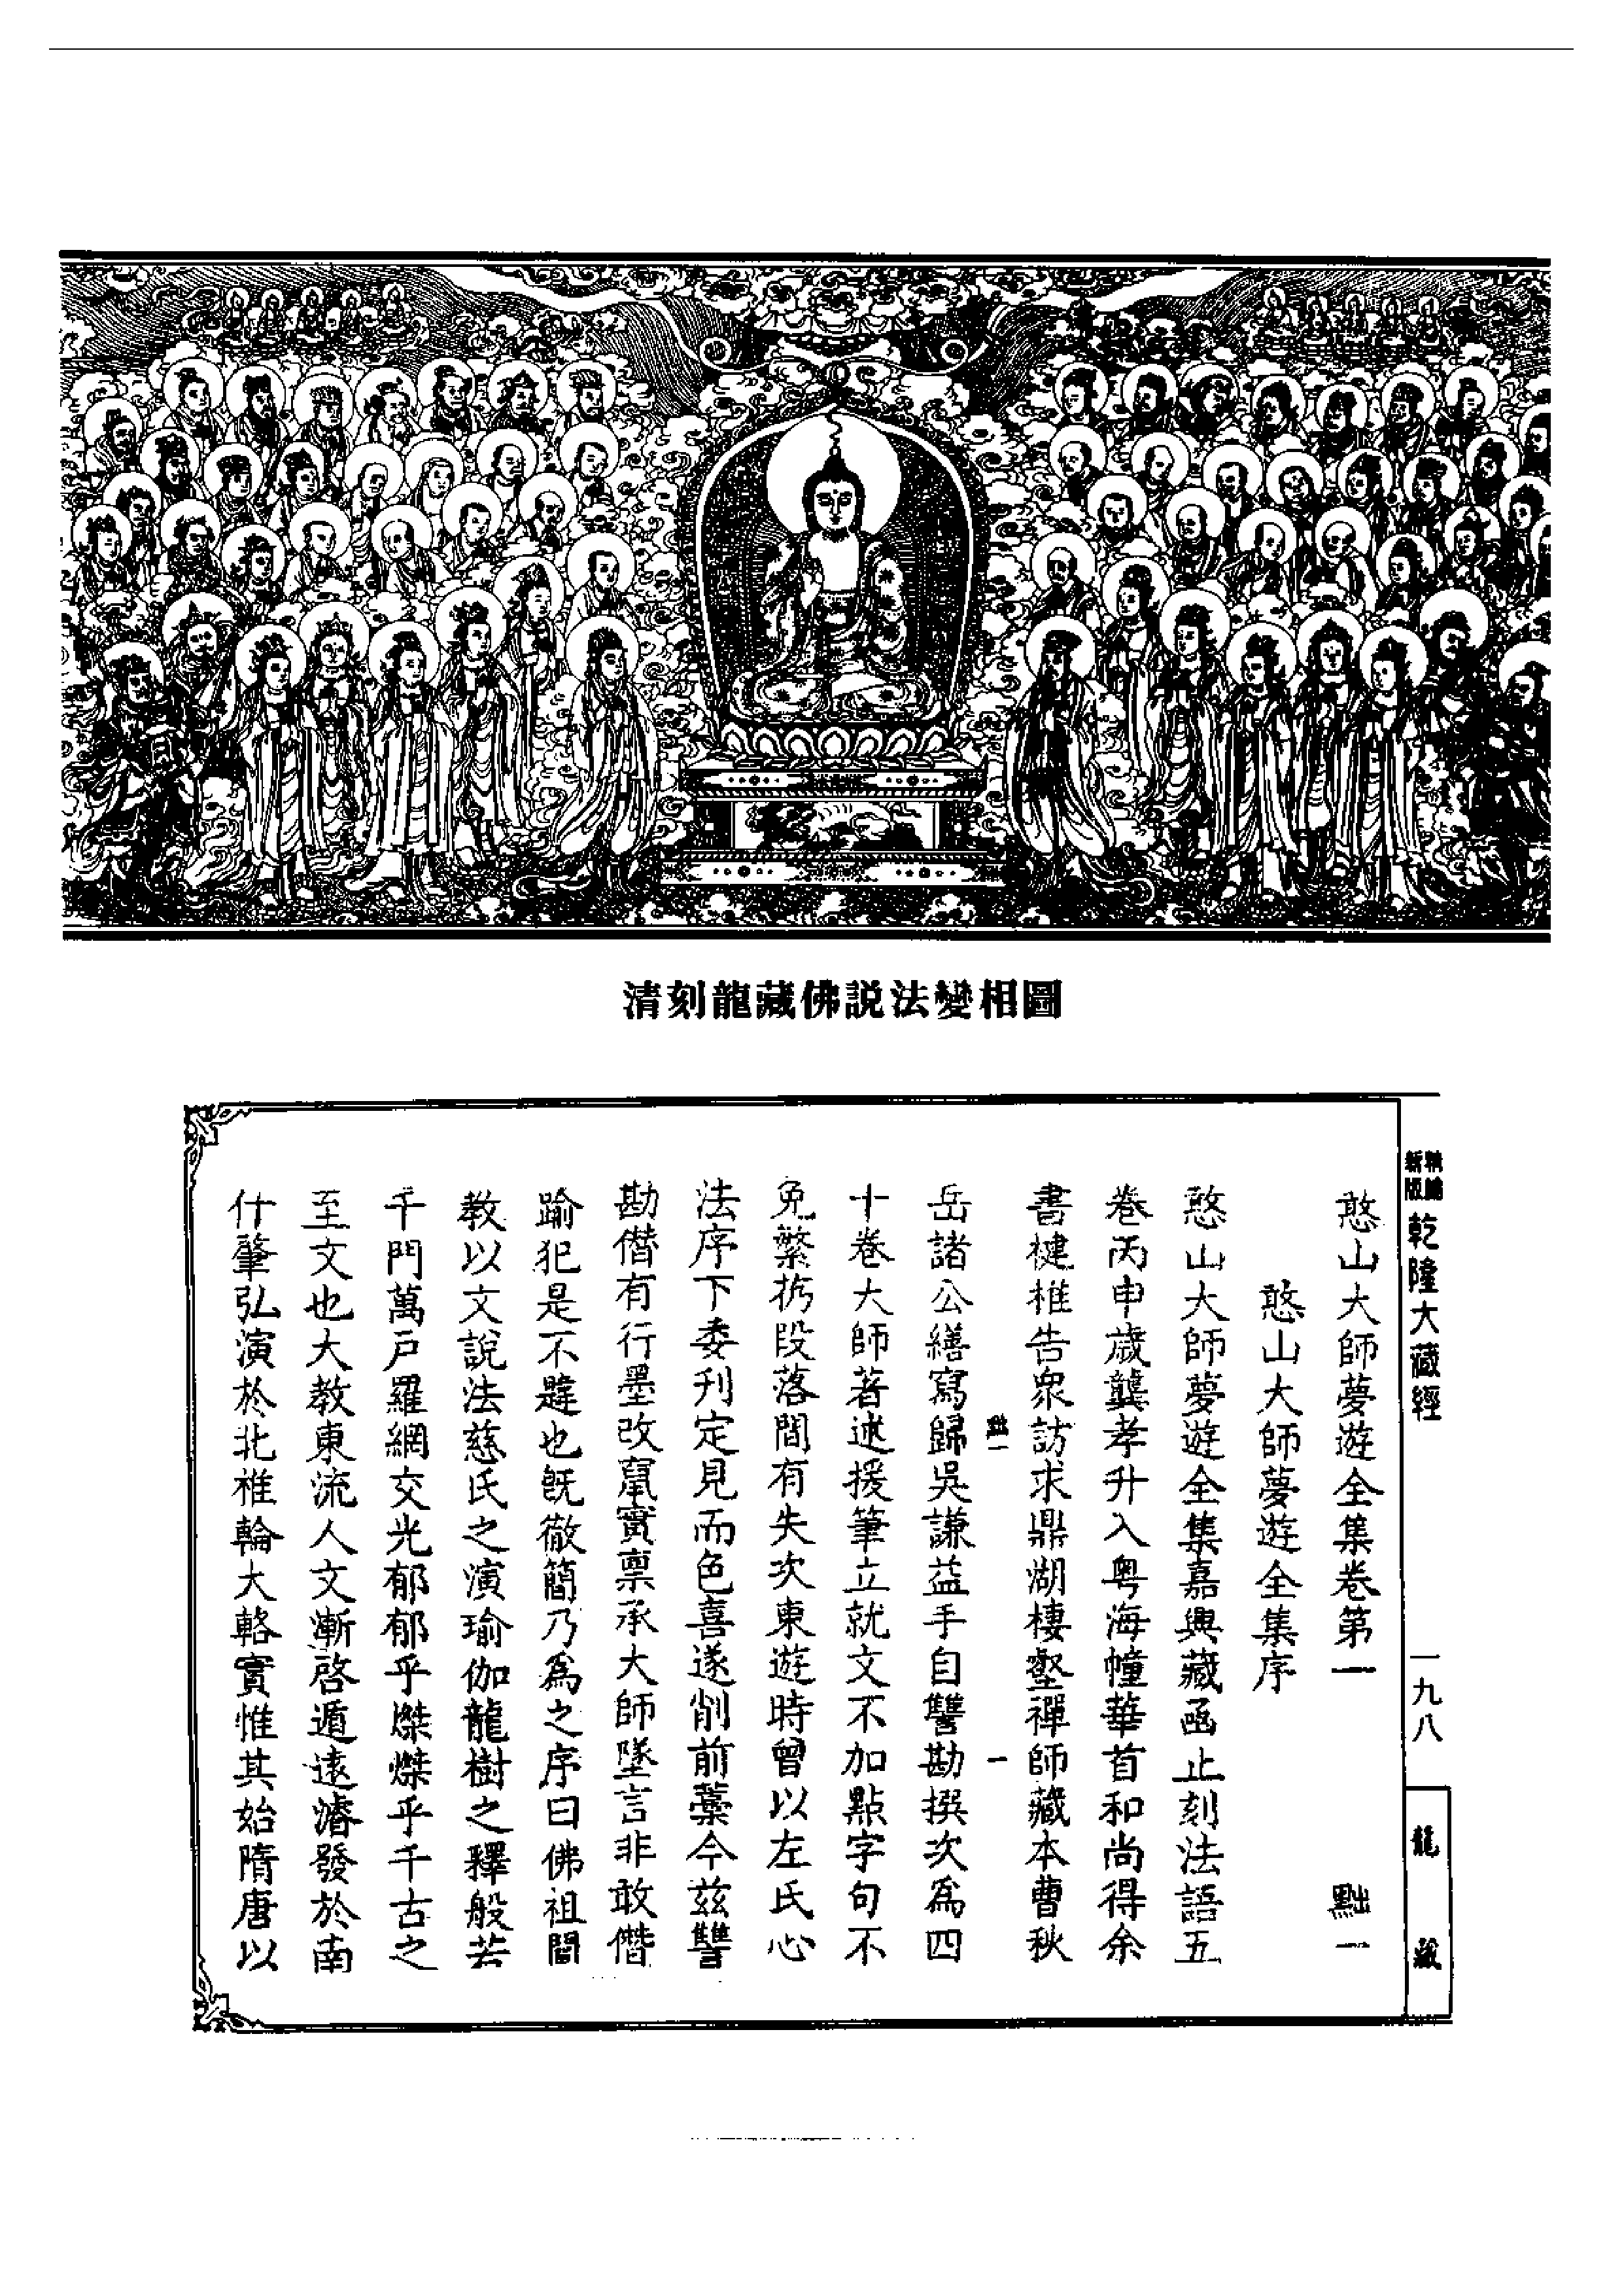 清刻龍藏佛説法變相圖
新版
精編
乾隆大藏經
一九八
龍藏
憨山大師夢遊全集卷第一 黜一
憨山大師夢遊全集序
憨山大師夢遊全集嘉興藏函止刻法語五
卷丙申歲龔孝升入粵海幢華首和尚得余
書楗椎告衆訪求鼎湖棲壑禪師藏本曹秋
黜一 一
岳諸公繕寫歸吳謙益手自讐勘撰次爲四
十卷大師著述援筆立就文不加點字句不
免繁扸段落閒有失次東遊時曾以左氏心
法序下委刋定見而色喜遂削前藁今茲讐
勘僭有行墨改竄實禀承大師墜言非敢僭
踰犯是不韙也旣徹簡乃爲之序曰佛祖閒
教以文說法慈氏之演瑜伽龍樹之釋般若
千門萬戸羅網交光郁郁乎㷸㷸乎千古之
至文也大教東流人文漸啓遁遠濬發於南
什肇弘演於北椎輪大輅實惟其始隋唐以